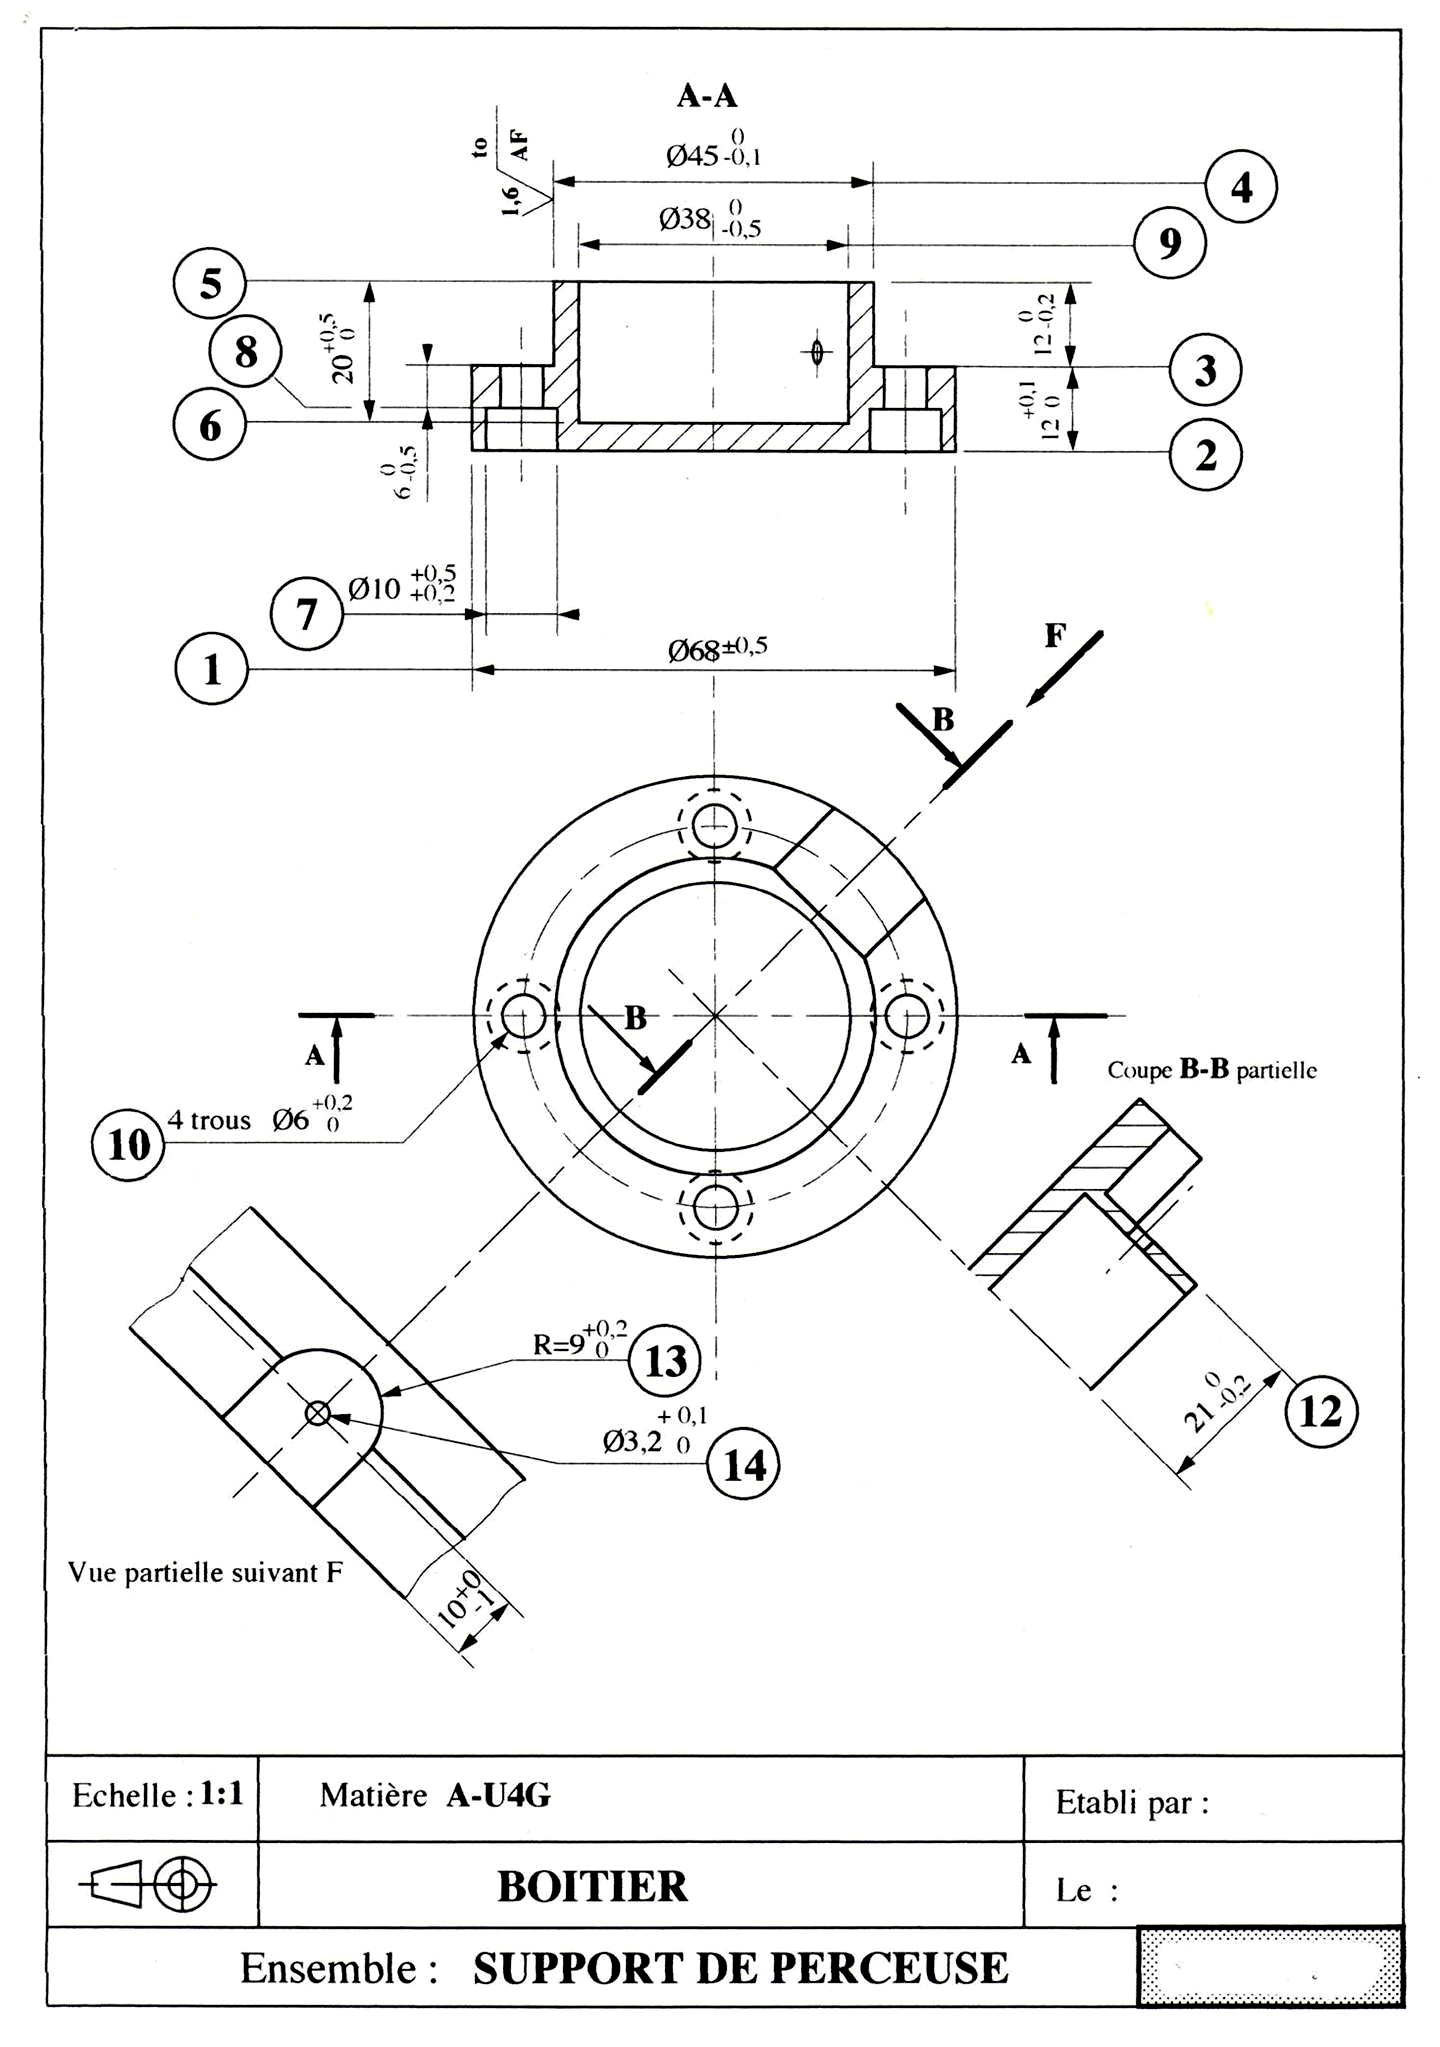 A-A
to
AF
1,6
Ø45 0 -0,1
4
Ø38 0 -0,5
9
5
20 +0,5 0
12 0 -0,2
8
3
6
12 +0,1 0
6 0 -0,5
2
Ø10 +0,5 +0,2
7
F
Ø68±0,5
1
B
B
A
A
Coupe B-B partielle
4 trous Ø6 +0,2 0
10
R=9 +0,2 0
13
21 0 -0,2
12
Ø3,2 +0,1 0
14
Vue partielle suivant F
10 +0 -1
Echelle : 1:1
Matière A-U4G
Etabli par :
BOITIER
Le :
Ensemble : SUPPORT DE PERCEUSE